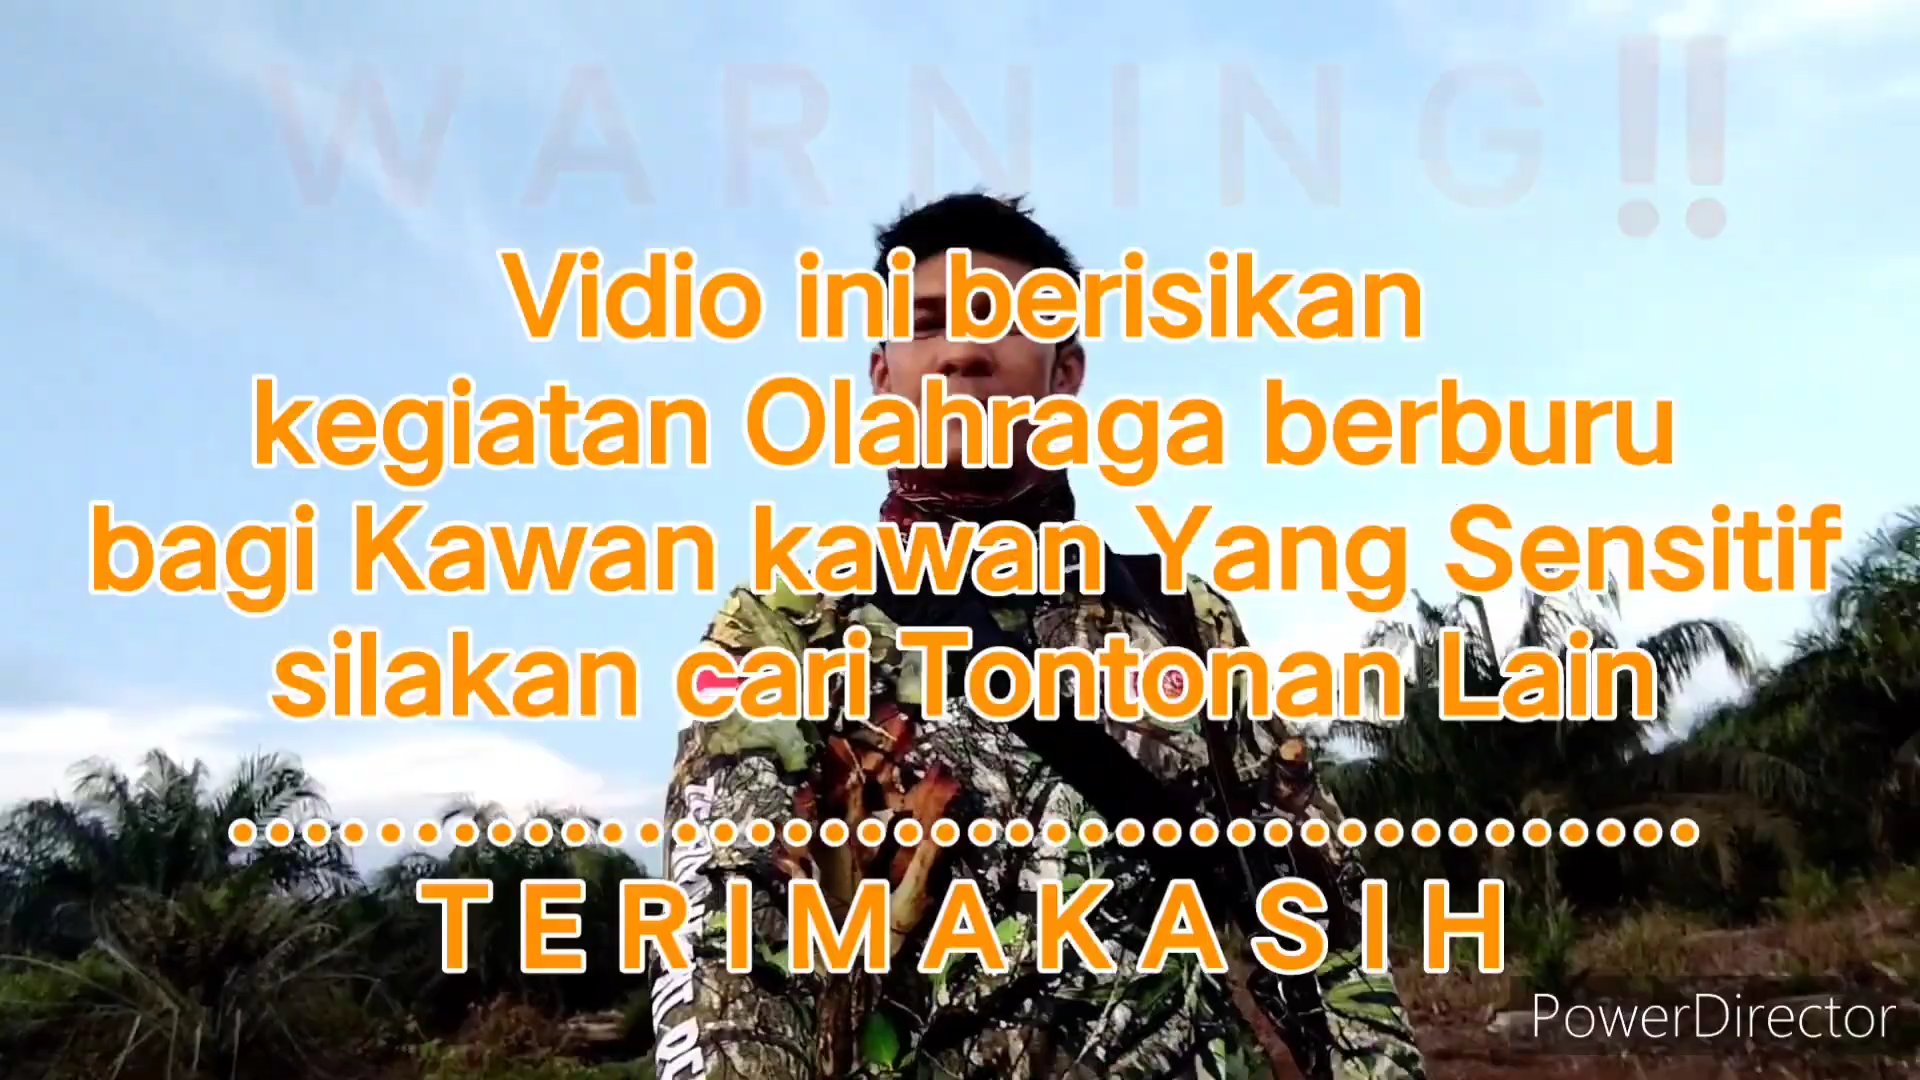 WARNING!!
Vidio ini berisikan
kegiatan Olahraga berburu
bagi Kawan kawan Yang Sensitif
silakan cari Tontonan Lain
........................................
TERIMAKASIH
PowerDirector